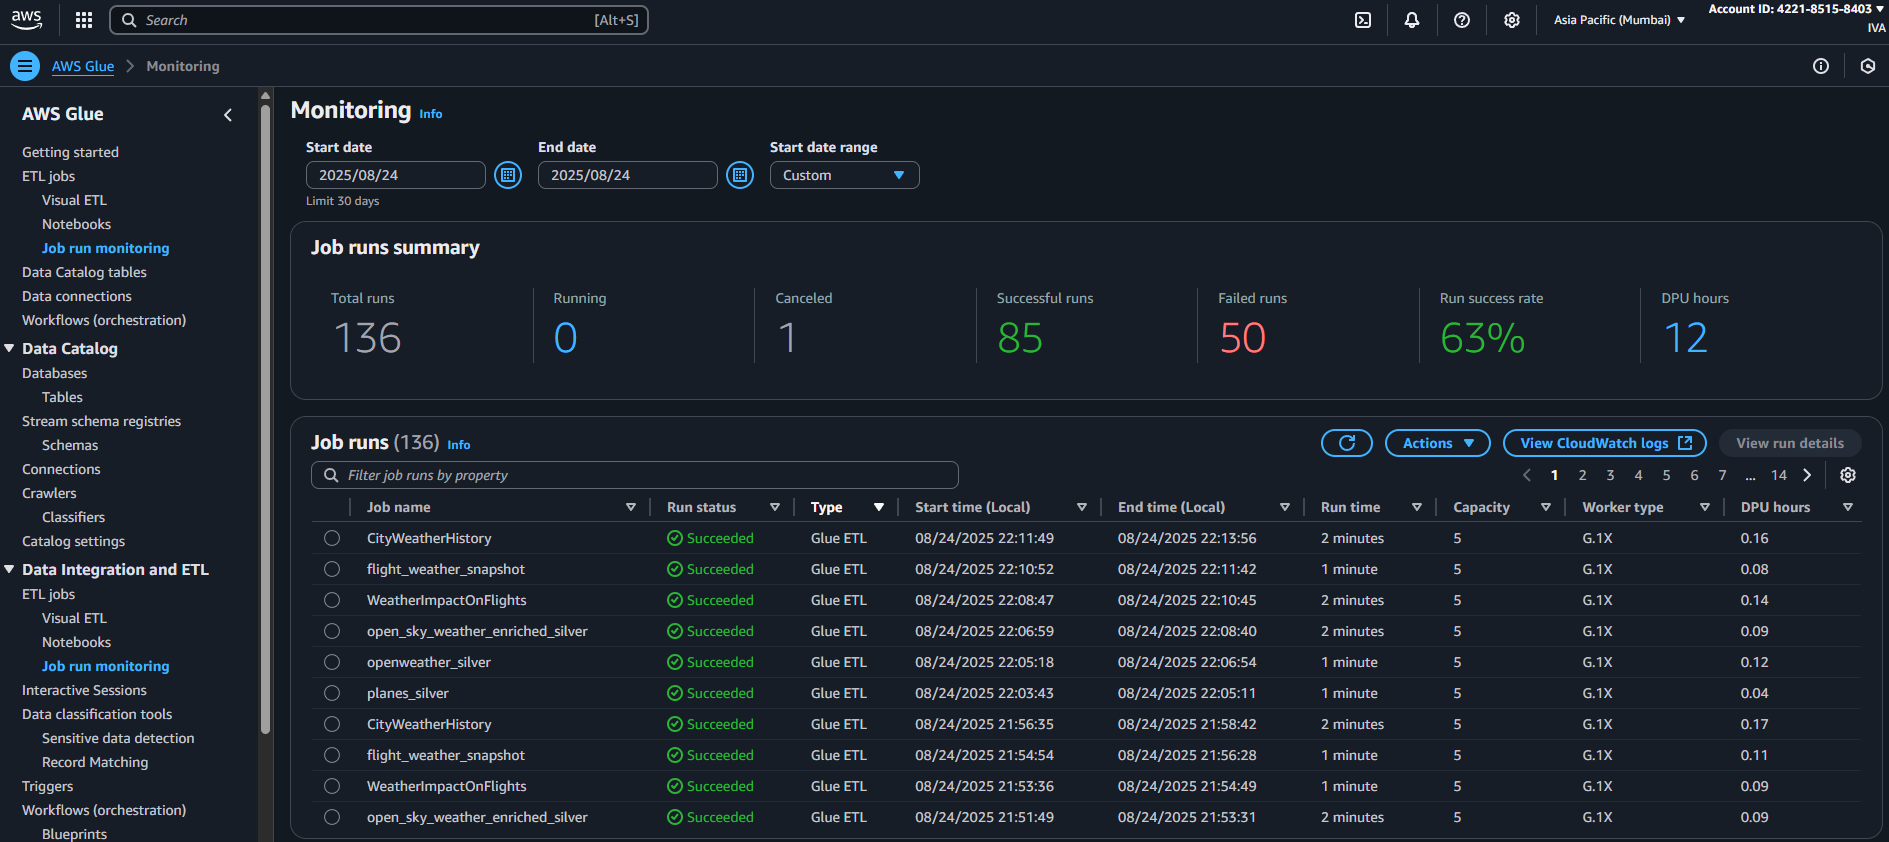 aws
Search [Alt+S]
Asia Pacific (Mumbai)
Account ID: 4221-8515-8403
IVA
AWS Glue > Monitoring
AWS Glue
Getting started
ETL jobs
Visual ETL
Notebooks
Job run monitoring
Data Catalog tables
Data connections
Workflows (orchestration)
Data Catalog
Databases
Tables
Stream schema registries
Schemas
Connections
Crawlers
Classifiers
Catalog settings
Data Integration and ETL
ETL jobs
Visual ETL
Notebooks
Job run monitoring
Interactive Sessions
Data classification tools
Sensitive data detection
Record Matching
Triggers
Workflows (orchestration)
Blueprints
Monitoring Info
Start date End date Start date range
2025/08/24 2025/08/24 Custom
Limit 30 days
Job runs summary
Total runs Running Canceled Successful runs Failed runs Run success rate DPU hours
136 0 1 85 50 63% 12
Job runs (136) Info
Actions View CloudWatch logs View run details
Filter job runs by property
1 2 3 4 5 6 7 ... 14
Job name Run status Type Start time (Local) End time (Local) Run time Capacity Worker type DPU hours
CityWeatherHistory Succeeded Glue ETL 08/24/2025 22:11:49 08/24/2025 22:13:56 2 minutes 5 G.1X 0.16
flight_weather_snapshot Succeeded Glue ETL 08/24/2025 22:10:52 08/24/2025 22:11:42 1 minute 5 G.1X 0.08
WeatherImpactOnFlights Succeeded Glue ETL 08/24/2025 22:08:47 08/24/2025 22:10:45 2 minutes 5 G.1X 0.14
open_sky_weather_enriched_silver Succeeded Glue ETL 08/24/2025 22:06:59 08/24/2025 22:08:40 2 minutes 5 G.1X 0.09
openweather_silver Succeeded Glue ETL 08/24/2025 22:05:18 08/24/2025 22:06:54 1 minute 5 G.1X 0.12
planes_silver Succeeded Glue ETL 08/24/2025 22:03:43 08/24/2025 22:05:11 1 minute 5 G.1X 0.04
CityWeatherHistory Succeeded Glue ETL 08/24/2025 21:56:35 08/24/2025 21:58:42 2 minutes 5 G.1X 0.17
flight_weather_snapshot Succeeded Glue ETL 08/24/2025 21:54:54 08/24/2025 21:56:28 1 minute 5 G.1X 0.11
WeatherImpactOnFlights Succeeded Glue ETL 08/24/2025 21:53:36 08/24/2025 21:54:49 1 minute 5 G.1X 0.09
open_sky_weather_enriched_silver Succeeded Glue ETL 08/24/2025 21:51:49 08/24/2025 21:53:31 2 minutes 5 G.1X 0.09